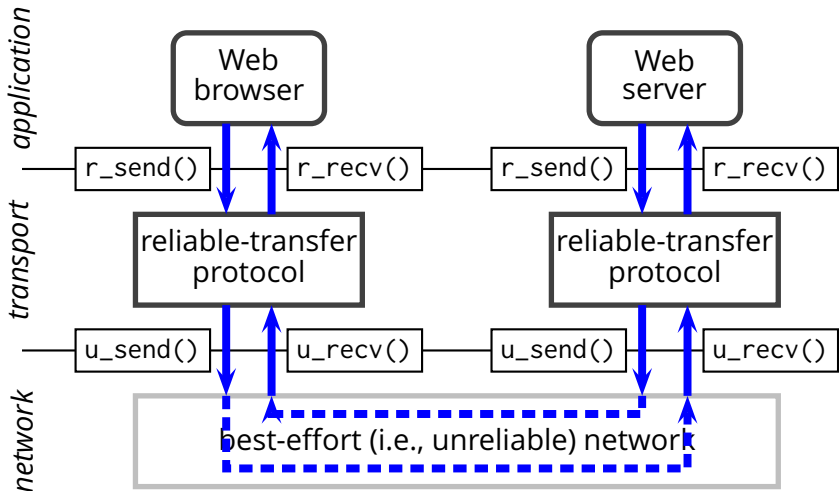 application
Web
browser
Web
server
r_send()
r_recv()
r_send()
r_recv()
transport
reliable-transfer
protocol
reliable-transfer
protocol
u_send()
u_recv()
u_send()
u_recv()
network
best-effort (i.e., unreliable) network